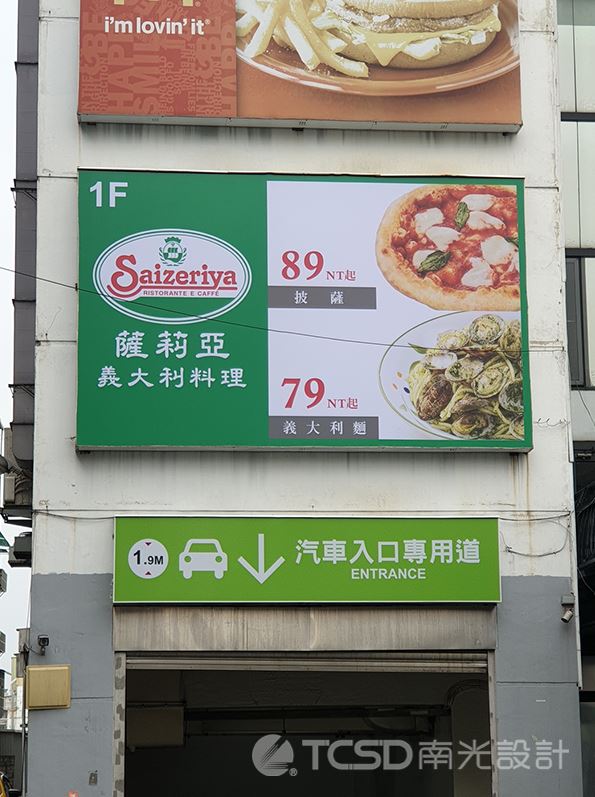 i'm lovin' it®
1F
Saizeriya
RISTORANTE E CAFFÉ
薩莉亞
義大利料理
89NT起
披薩
79NT起
義大利麵
1.9M
汽車入口專用道
ENTRANCE
TCSD南光設計
®